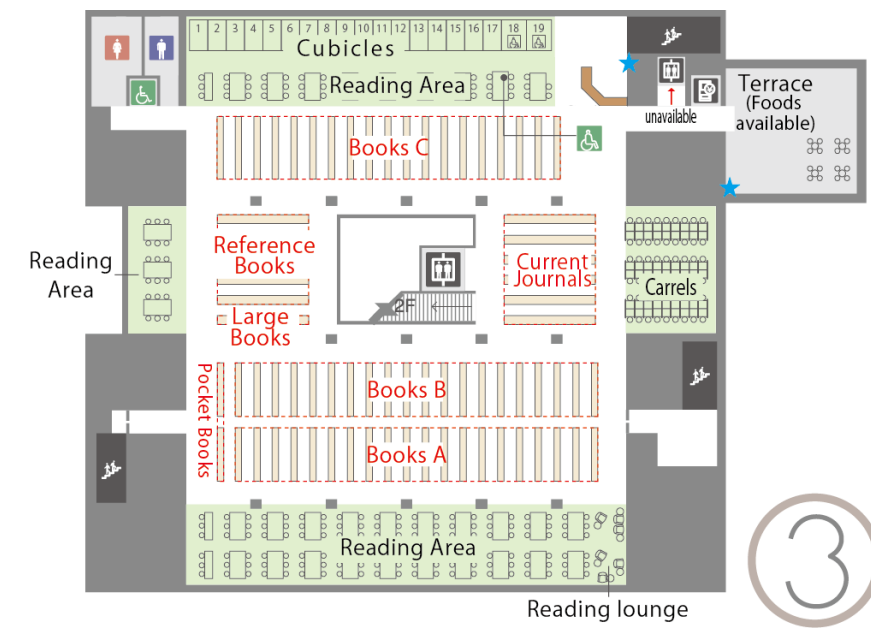 1 2 3 4 5 6 7 8 9 10 11 12 13 14 15 16 17 18 19
Cubicles
Reading Area
Terrace
(Foods
available)
unavailable
Books C
Reading
Area
Reference
Books
Large
Books
2F
Current
Journals
Carrels
Pocket Books
Books B
Books A
Reading Area
Reading lounge
3